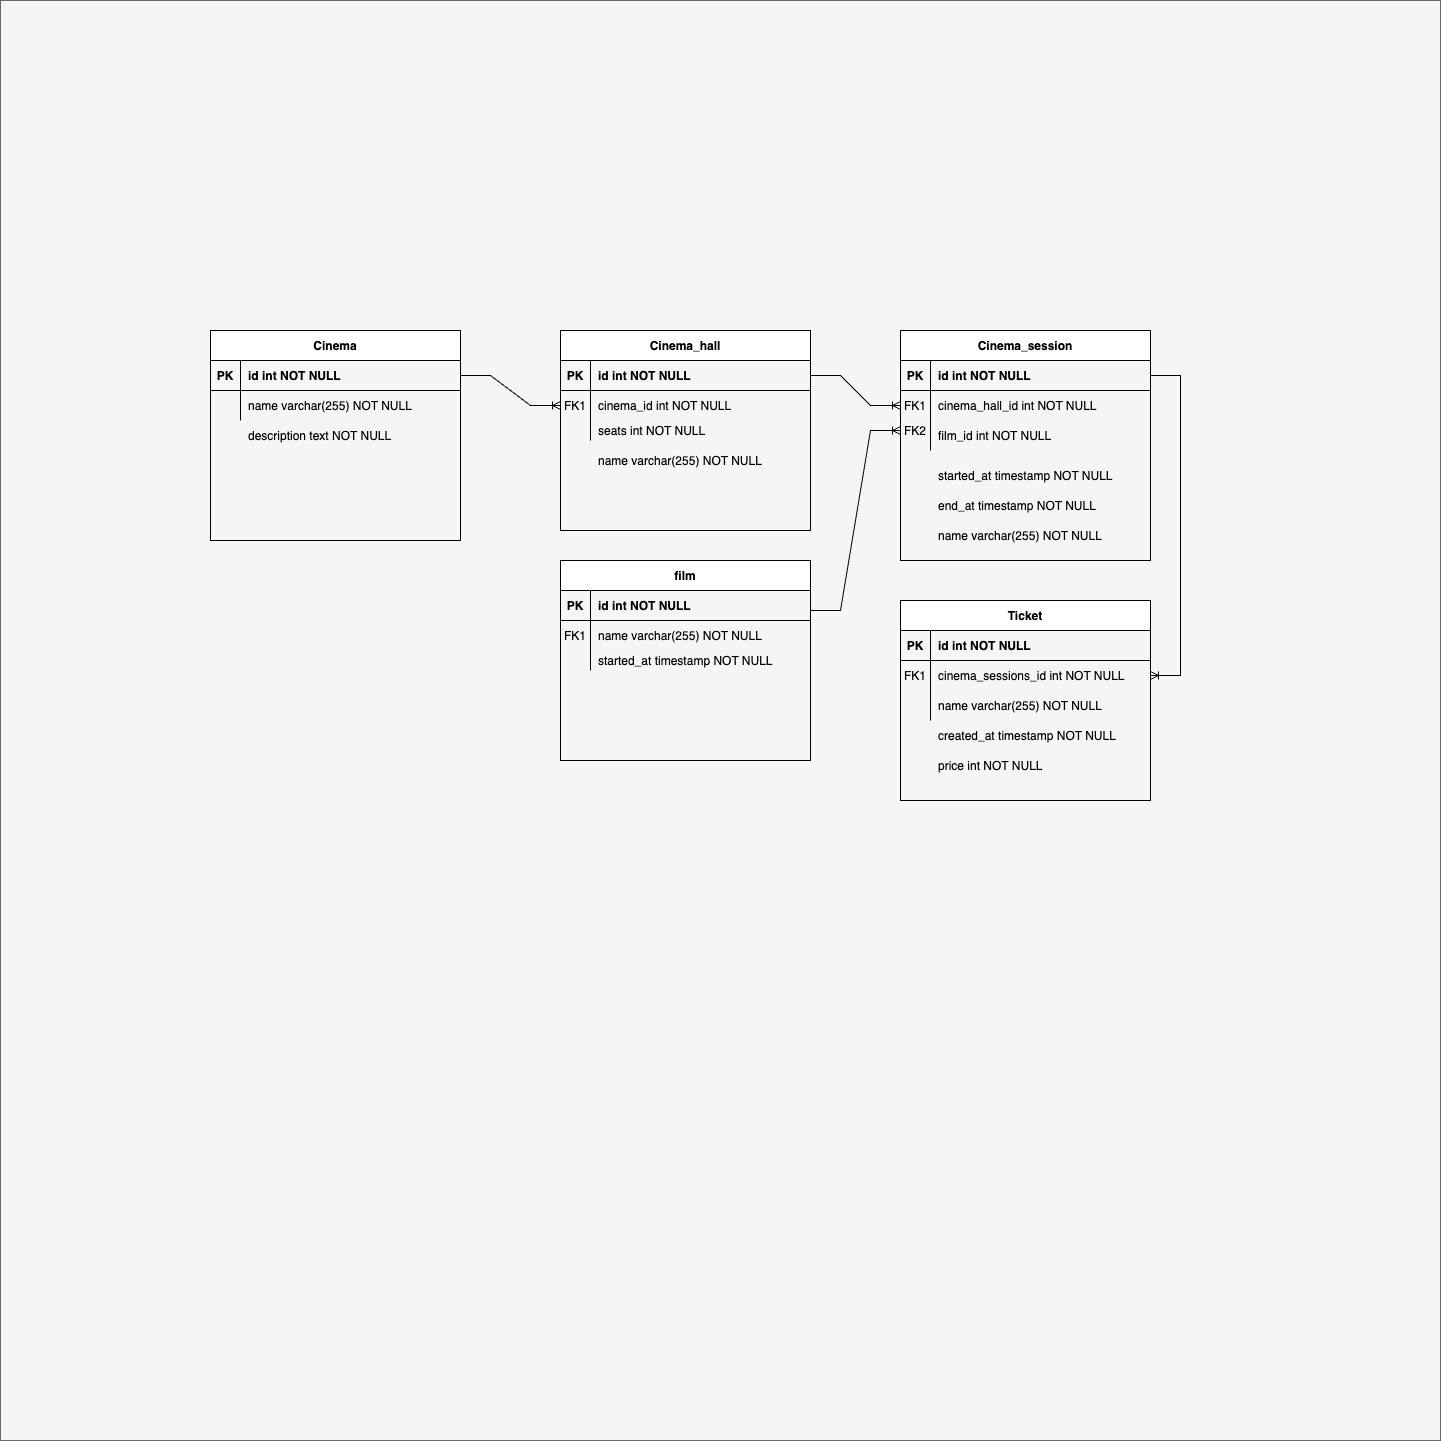 Cinema
PK id int NOT NULL
name varchar(255) NOT NULL
description text NOT NULL
Cinema_hall
PK id int NOT NULL
FK1 cinema_id int NOT NULL
seats int NOT NULL
name varchar(255) NOT NULL
Cinema_session
PK id int NOT NULL
FK1 cinema_hall_id int NOT NULL
FK2 film_id int NOT NULL
started_at timestamp NOT NULL
end_at timestamp NOT NULL
name varchar(255) NOT NULL
film
PK id int NOT NULL
FK1 name varchar(255) NOT NULL
started_at timestamp NOT NULL
Ticket
PK id int NOT NULL
FK1 cinema_sessions_id int NOT NULL
name varchar(255) NOT NULL
created_at timestamp NOT NULL
price int NOT NULL